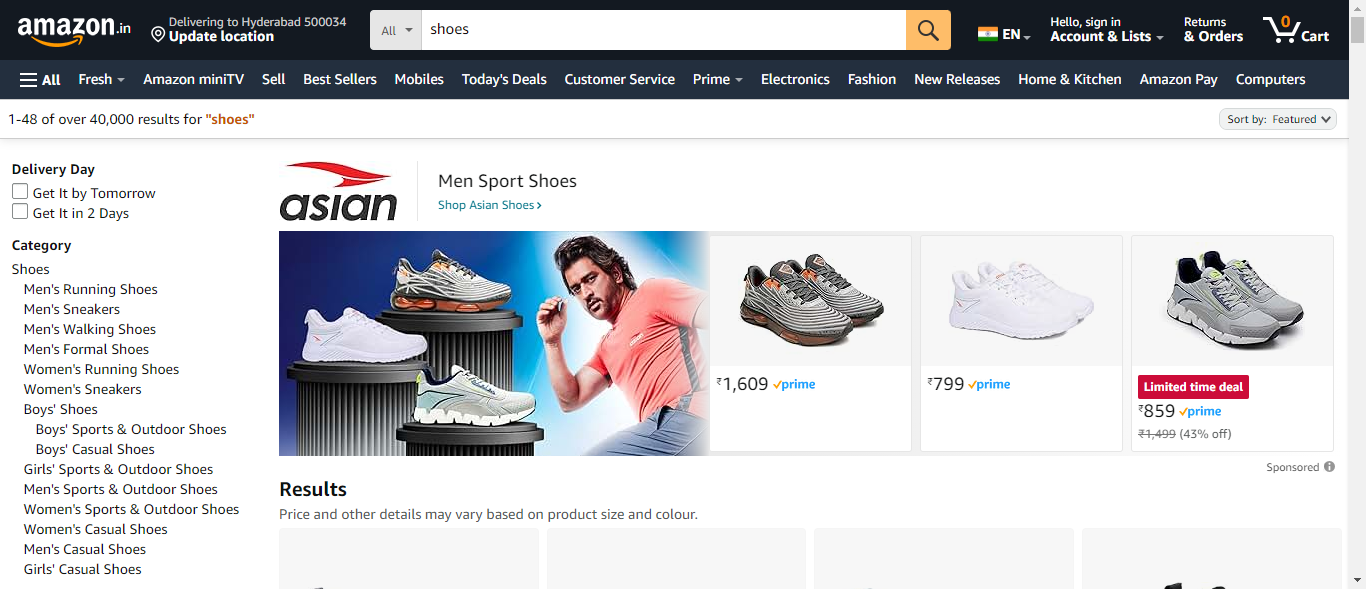 amazon.in
Delivering to Hyderabad 500034
Update location
All
shoes
EN
Hello, sign in
Account & Lists
Returns
& Orders
0
Cart
All Fresh Amazon miniTV Sell Best Sellers Mobiles Today's Deals Customer Service Prime Electronics Fashion New Releases Home & Kitchen Amazon Pay Computers
1-48 of over 40,000 results for "shoes"
Sort by: Featured
Delivery Day
Get It by Tomorrow
Get It in 2 Days
Category
Shoes
Men's Running Shoes
Men's Sneakers
Men's Walking Shoes
Men's Formal Shoes
Women's Running Shoes
Women's Sneakers
Boys' Shoes
Boys' Sports & Outdoor Shoes
Boys' Casual Shoes
Girls' Sports & Outdoor Shoes
Men's Sports & Outdoor Shoes
Women's Sports & Outdoor Shoes
Women's Casual Shoes
Men's Casual Shoes
Girls' Casual Shoes
asian
Men Sport Shoes
Shop Asian Shoes ›
₹1,609 prime
₹799 prime
Limited time deal
₹859 prime
₹1,499 (43% off)
Sponsored
Results
Price and other details may vary based on product size and colour.